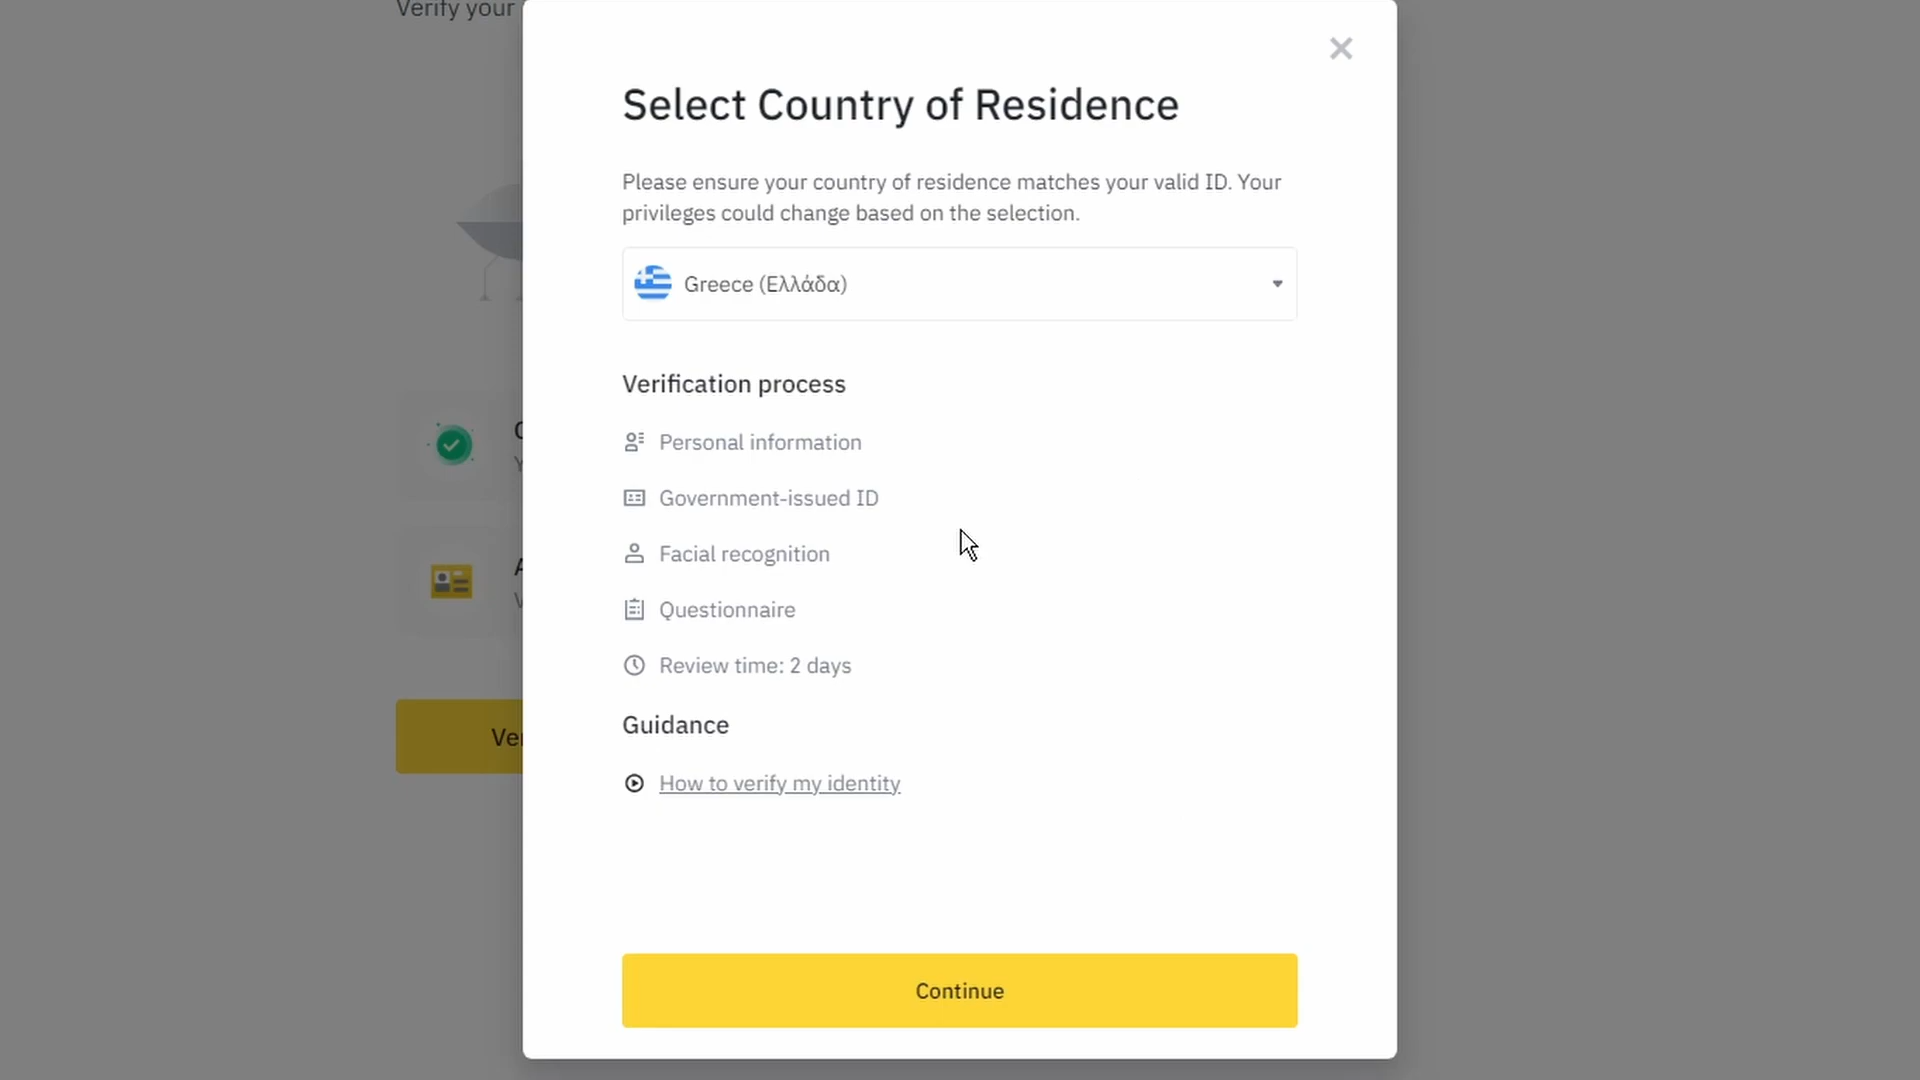 Verify your
Select Country of Residence
Please ensure your country of residence matches your valid ID. Your
privileges could change based on the selection.
Greece (Ελλάδα)
Verification process
Personal information
Government-issued ID
Facial recognition
Questionnaire
Review time: 2 days
Guidance
How to verify my identity
Continue